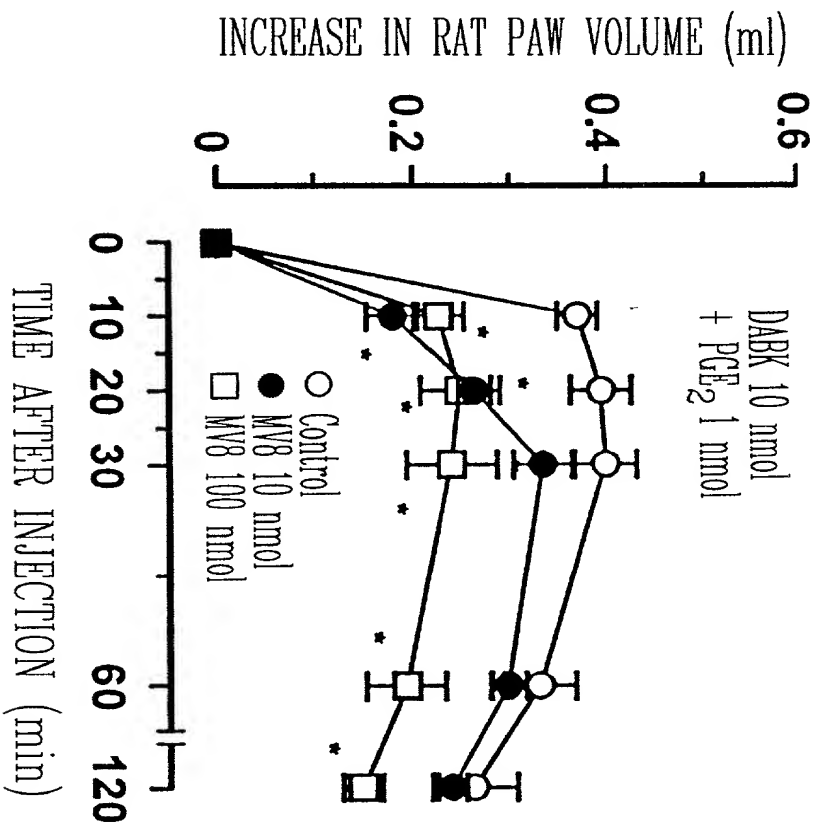 INCREASE IN RAT PAW VOLUME (ml)
0
0.2
0.4
0.6
DABK 10 nmol
+ PGE₂ 1 nmol
*
*
*
*
*
*
*
Control
MV8 10 nmol
MV8 100 nmol
0
10
20
30
60
120
TIME AFTER INJECTION (min)